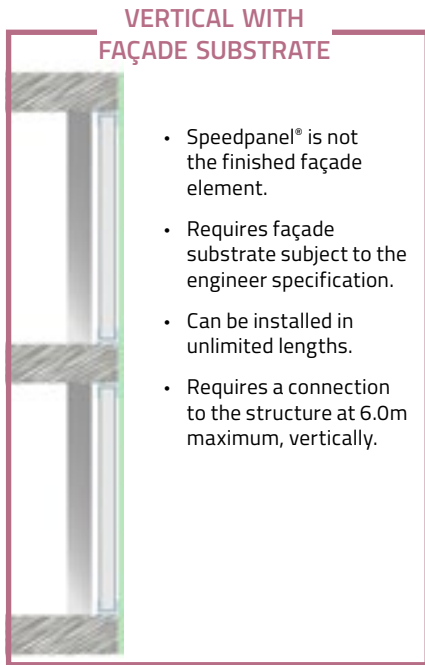 VERTICAL WITH
FAÇADE SUBSTRATE
• Speedpanel® is not
the finished façade
element.
• Requires façade
substrate subject to the
engineer specification.
• Can be installed in
unlimited lengths.
• Requires a connection
to the structure at 6.0m
maximum, vertically.